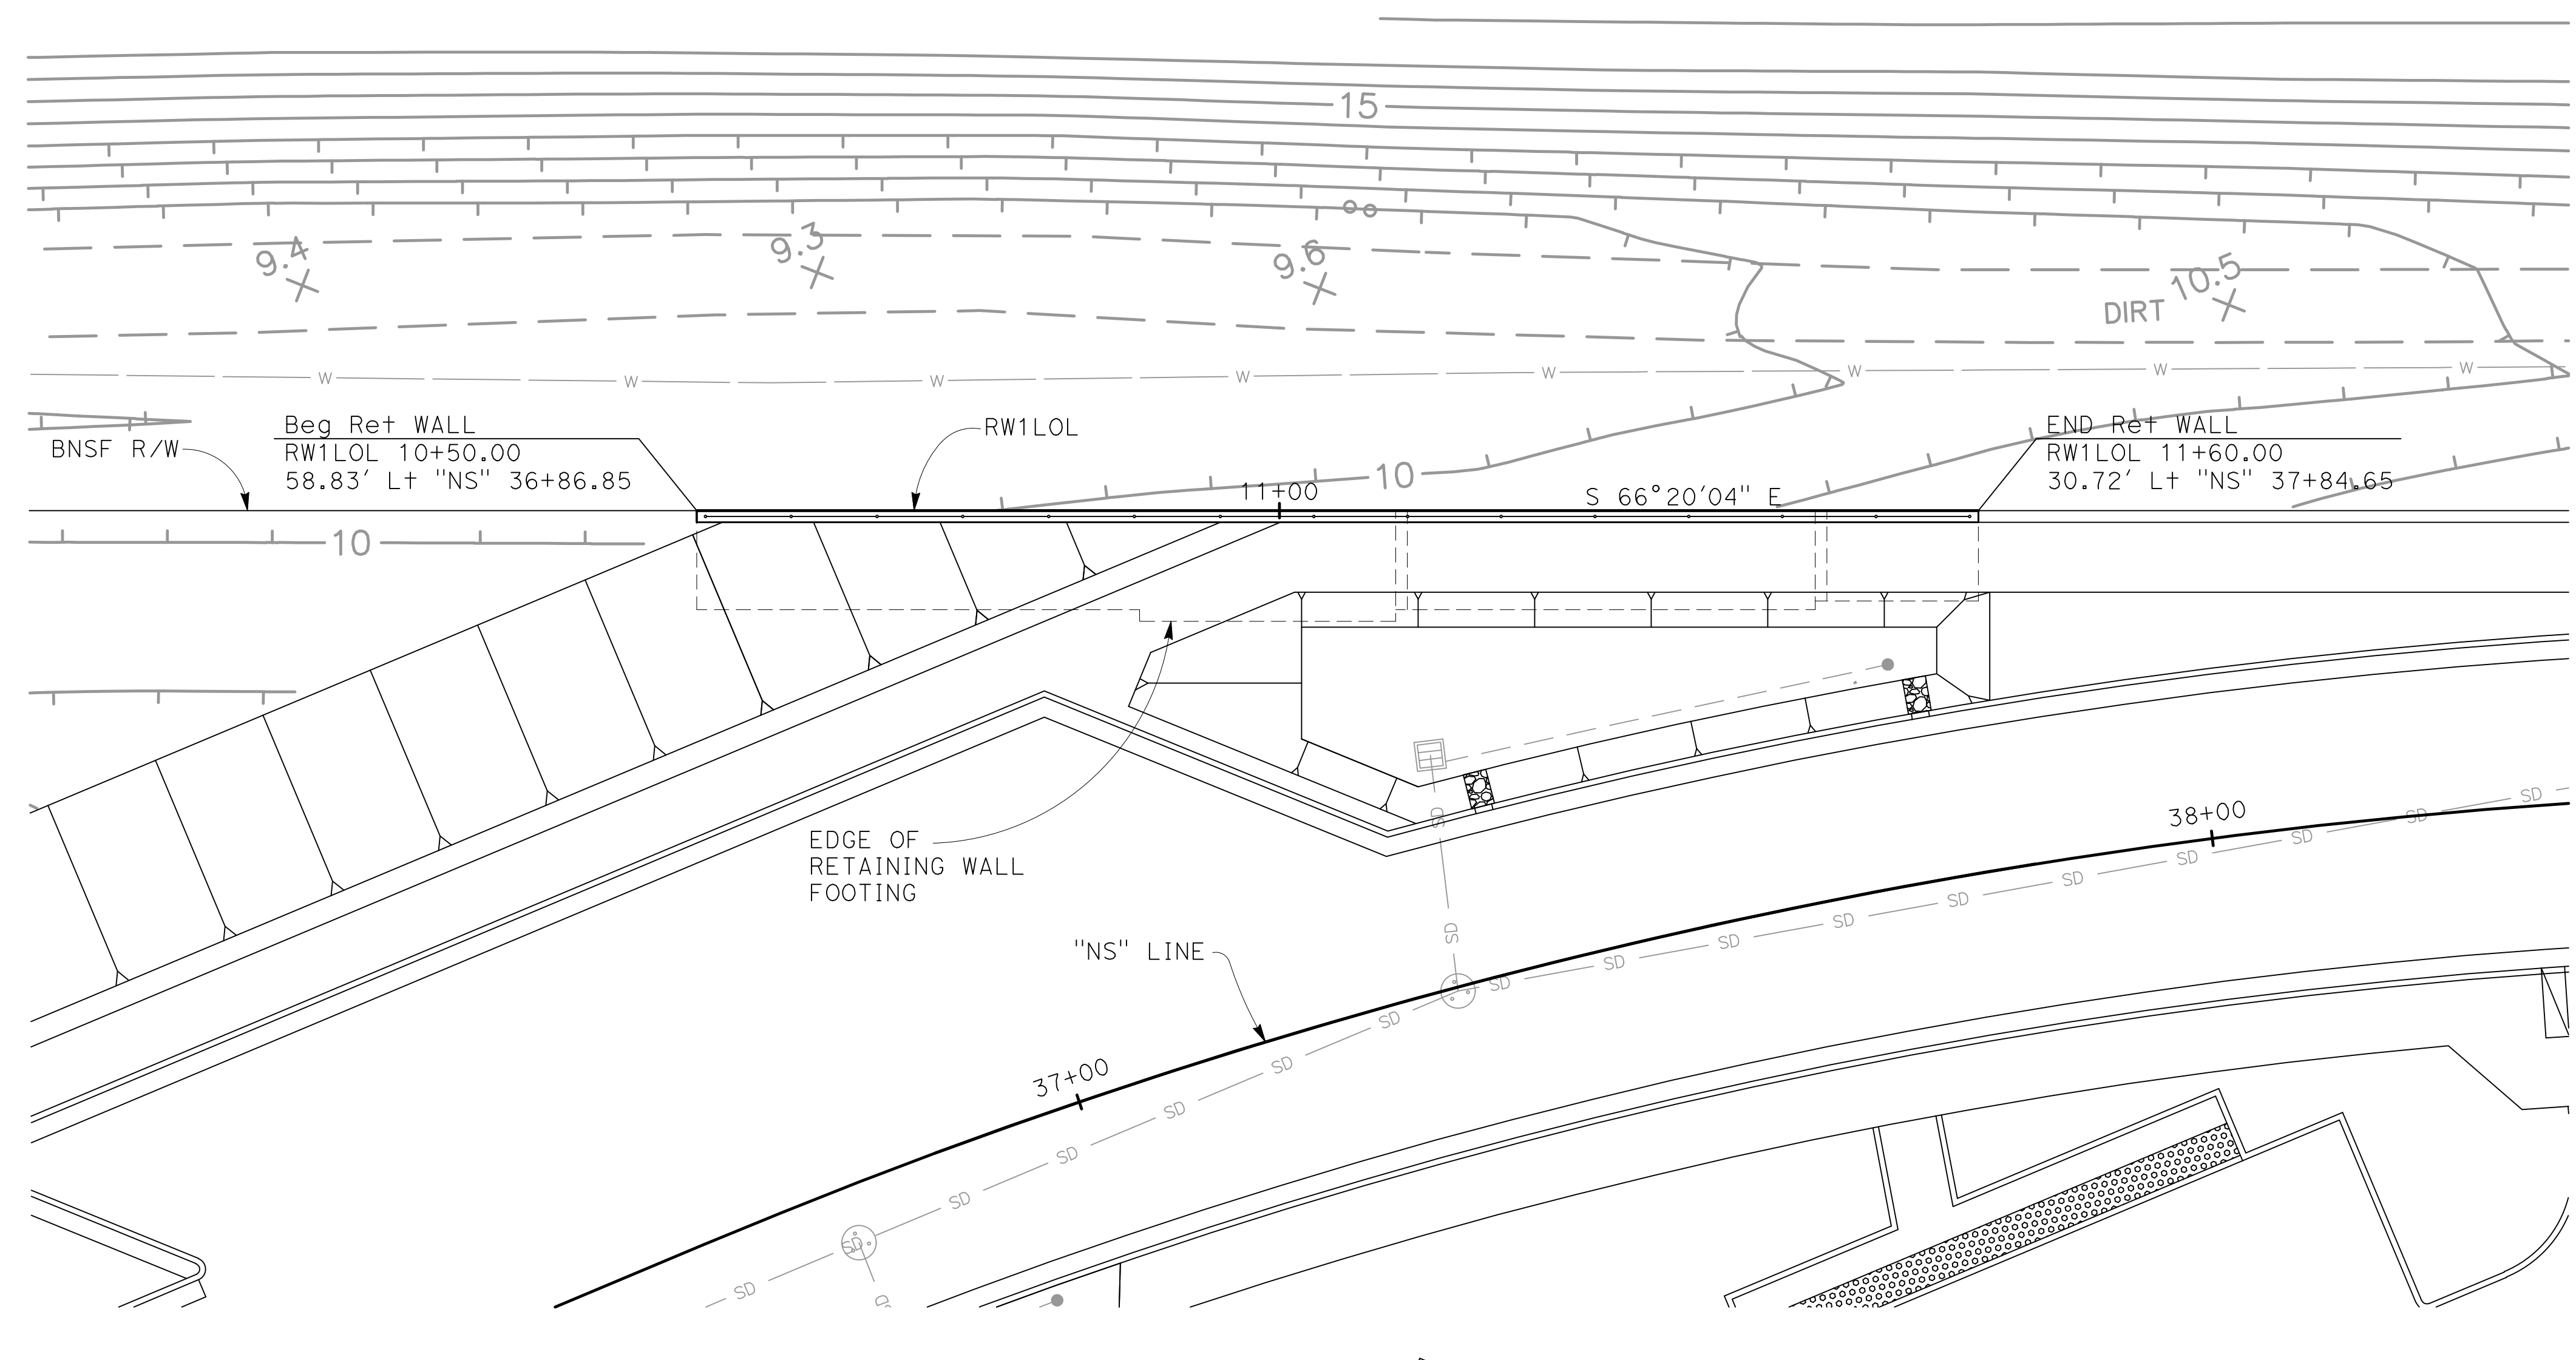 15
9.4
9.3
9.6
10.5
DIRT
W W W W W W W W
Beg Ret WALL
RW1LOL 10+50.00
58.83' Lt "NS" 36+86.85
BNSF R/W
RW1LOL
END Ret WALL
RW1LOL 11+60.00
30.72' Lt "NS" 37+84.65
10
11+00
S 66°20'04" E
10
EDGE OF
RETAINING WALL
FOOTING
SD
SD
"NS" LINE
37+00
38+00
SD SD SD SD SD SD SD SD SD SD SD SD SD SD SD SD SD